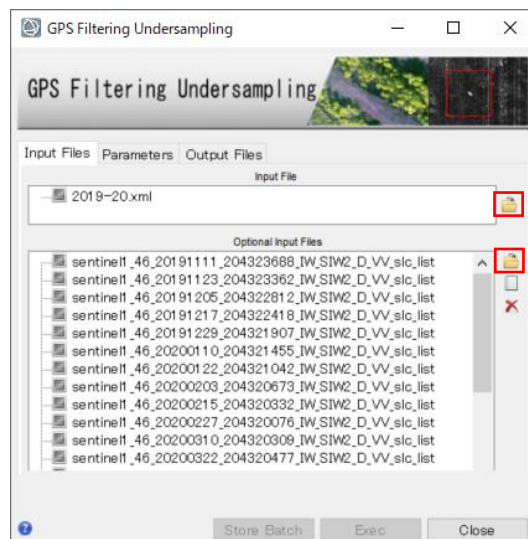 GPS Filtering Undersampling
GPS Filtering Undersampling
Input Files Parameters Output Files
Input File
2019-20.xml
Optional Input Files
sentinel1_46_20191111_204323688_IW_SIW2_D_VV_slc_list
sentinel1_46_20191123_204323362_IW_SIW2_D_VV_slc_list
sentinel1_46_20191205_204322812_IW_SIW2_D_VV_slc_list
sentinel1_46_20191217_204322418_IW_SIW2_D_VV_slc_list
sentinel1_46_20191229_204321907_IW_SIW2_D_VV_slc_list
sentinel1_46_20200110_204321455_IW_SIW2_D_VV_slc_list
sentinel1_46_20200122_204321042_IW_SIW2_D_VV_slc_list
sentinel1_46_20200203_204320673_IW_SIW2_D_VV_slc_list
sentinel1_46_20200215_204320332_IW_SIW2_D_VV_slc_list
sentinel1_46_20200227_204320076_IW_SIW2_D_VV_slc_list
sentinel1_46_20200310_204320309_IW_SIW2_D_VV_slc_list
sentinel1_46_20200322_204320477_IW_SIW2_D_VV_slc_list
Store Batch Exec Close